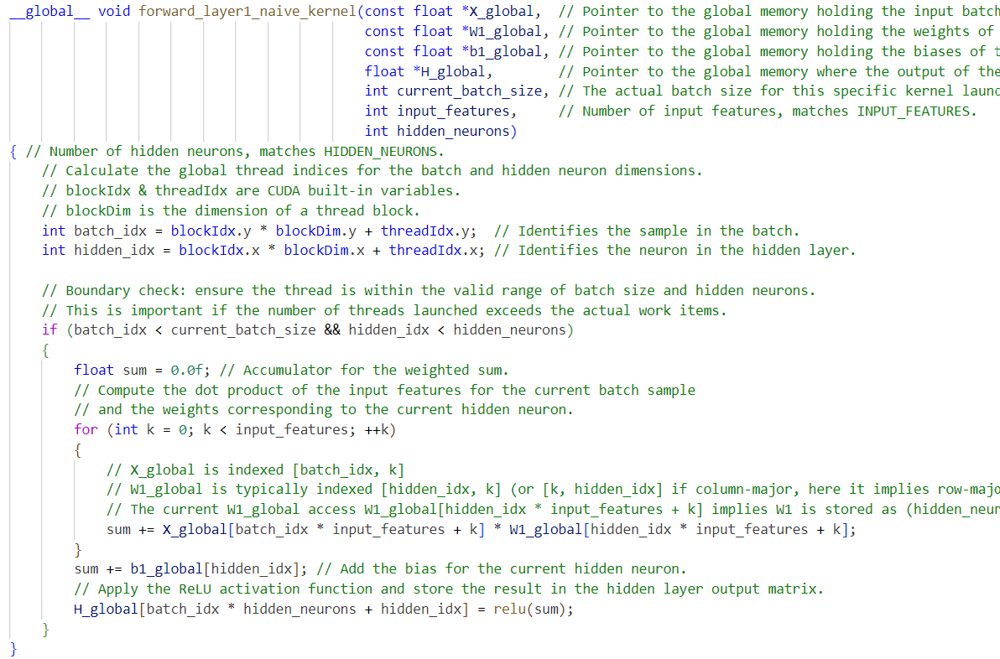 __global__ void forward_layer1_naive_kernel(const float *X_global,  // Pointer to the global memory holding the input batch
                                            const float *W1_global, // Pointer to the global memory holding the weights of
                                            const float *b1_global, // Pointer to the global memory holding the biases of
                                            float *H_global,        // Pointer to the global memory where the output of the
                                            int current_batch_size, // The actual batch size for this specific kernel
                                            int input_features,     // Number of input features, matches INPUT_FEATURES.
                                            int hidden_neurons)
{ // Number of hidden neurons, matches HIDDEN_NEURONS.
    // Calculate the global thread indices for the batch and hidden neuron dimensions.
    // blockIdx & threadIdx are CUDA built-in variables.
    // blockDim is the dimension of a thread block.
    int batch_idx = blockIdx.y * blockDim.y + threadIdx.y;  // Identifies the sample in the batch.
    int hidden_idx = blockIdx.x * blockDim.x + threadIdx.x; // Identifies the neuron in the hidden layer.

    // Boundary check: ensure the thread is within the valid range of batch size and hidden neurons.
    // This is important if the number of threads launched exceeds the actual work items.
    if (batch_idx < current_batch_size && hidden_idx < hidden_neurons)
    {
        float sum = 0.0f; // Accumulator for the weighted sum.
        // Compute the dot product of the input features for the current batch sample
        // and the weights corresponding to the current hidden neuron.
        for (int k = 0; k < input_features; ++k)
        {
            // X_global is indexed [batch_idx, k]
            // W1_global is typically indexed [hidden_idx, k] (or [k, hidden_idx] if column-major, here it implies
            // The current W1_global access W1_global[hidden_idx * input_features + k] implies W1 is stored as
            sum += X_global[batch_idx * input_features + k] * W1_global[hidden_idx * input_features + k];
        }
        sum += b1_global[hidden_idx]; // Add the bias for the current hidden neuron.
        // Apply the ReLU activation function and store the result in the hidden layer output matrix.
        H_global[batch_idx * hidden_neurons + hidden_idx] = relu(sum);
    }
}